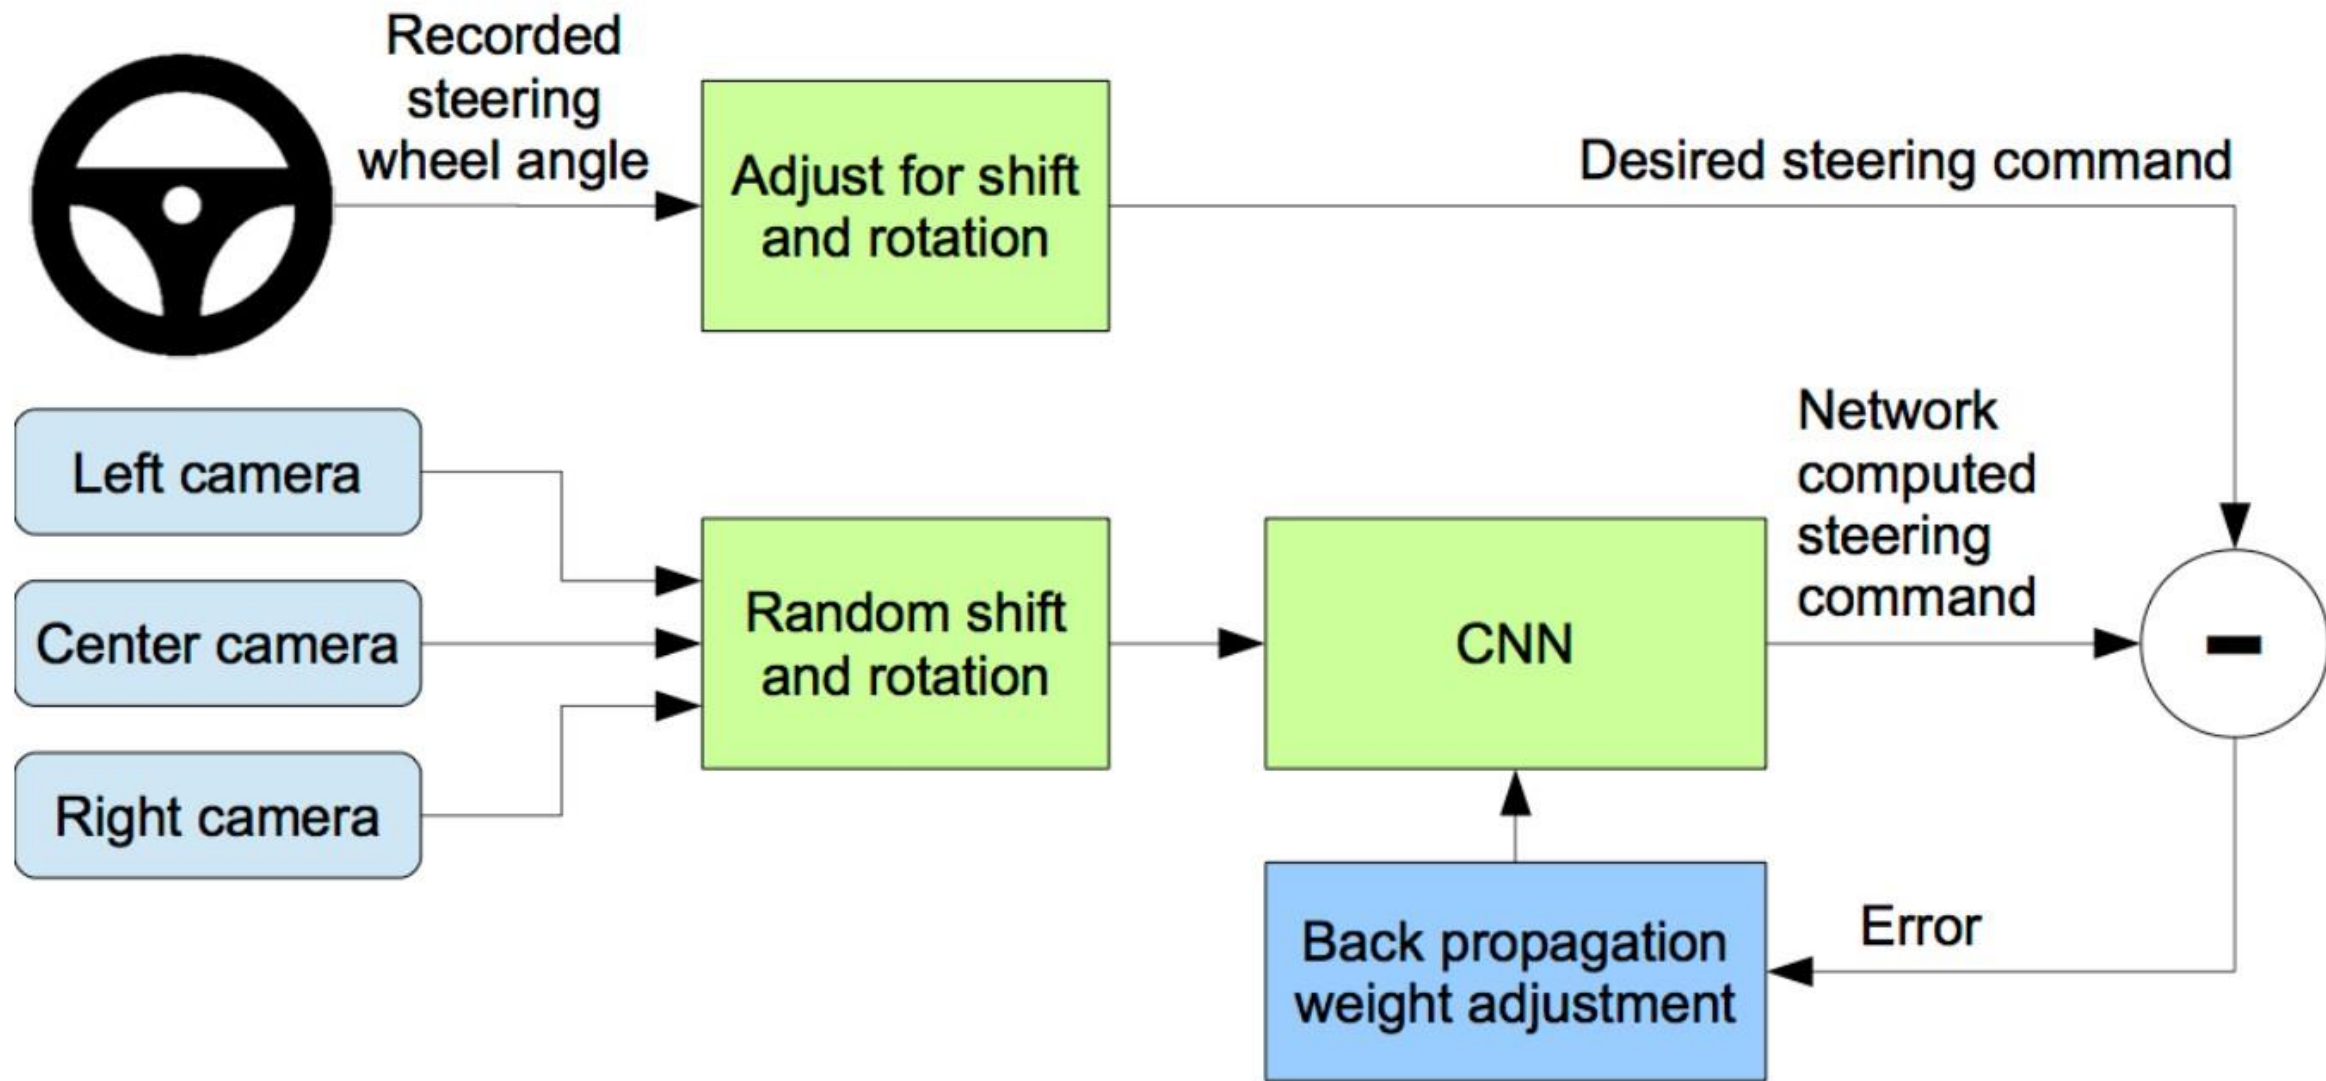 Recorded
steering
wheel angle
Adjust for shift
and rotation
Desired steering command
Left camera
Center camera
Right camera
Random shift
and rotation
CNN
Network
computed
steering
command
-
Back propagation
weight adjustment
Error